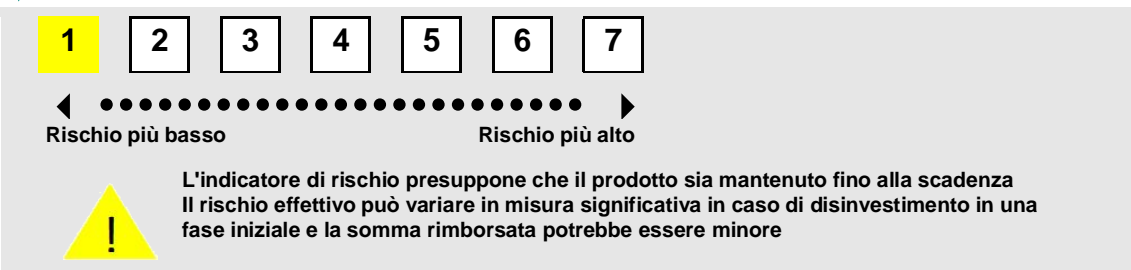 1 2 3 4 5 6 7
Rischio più basso Rischio più alto
L'indicatore di rischio presuppone che il prodotto sia mantenuto fino alla scadenza
Il rischio effettivo può variare in misura significativa in caso di disinvestimento in una
fase iniziale e la somma rimborsata potrebbe essere minore
!